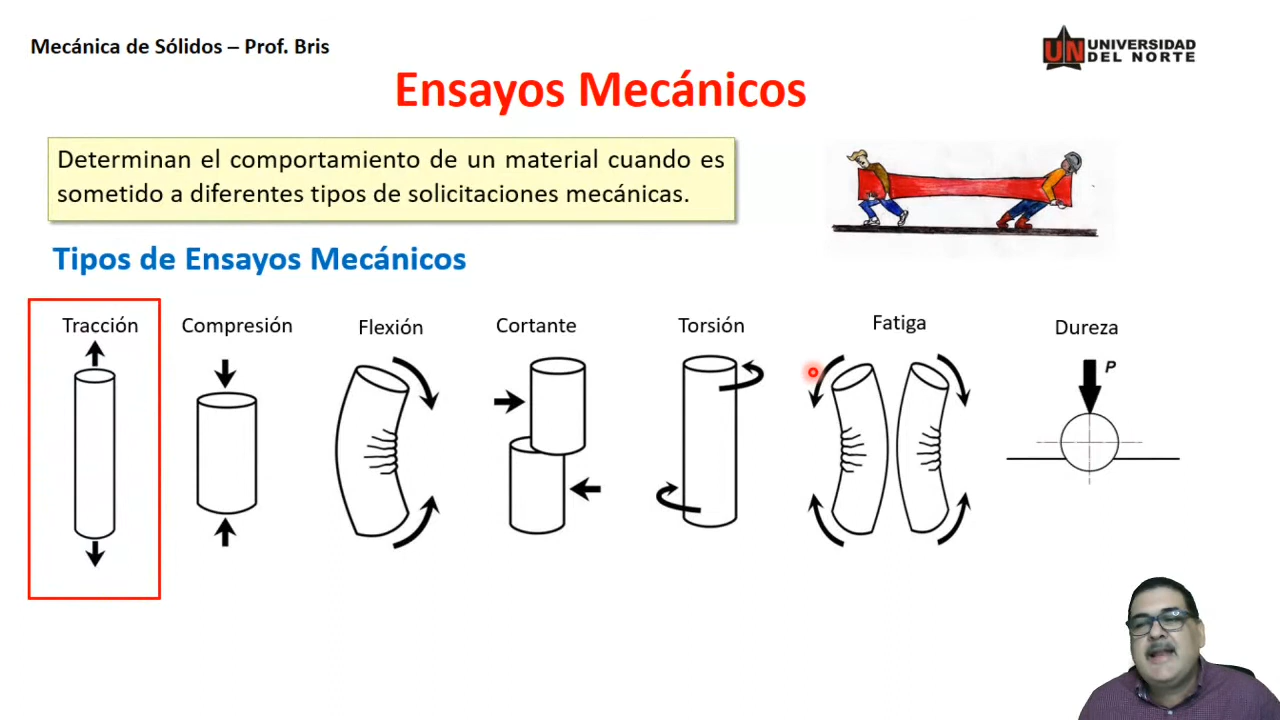 Mecánica de Sólidos – Prof. Bris
UN UNIVERSIDAD
DEL NORTE
Ensayos Mecánicos
Determinan el comportamiento de un material cuando es
sometido a diferentes tipos de solicitaciones mecánicas.
Tipos de Ensayos Mecánicos
Tracción
Compresión
Flexión
Cortante
Torsión
Fatiga
Dureza
P